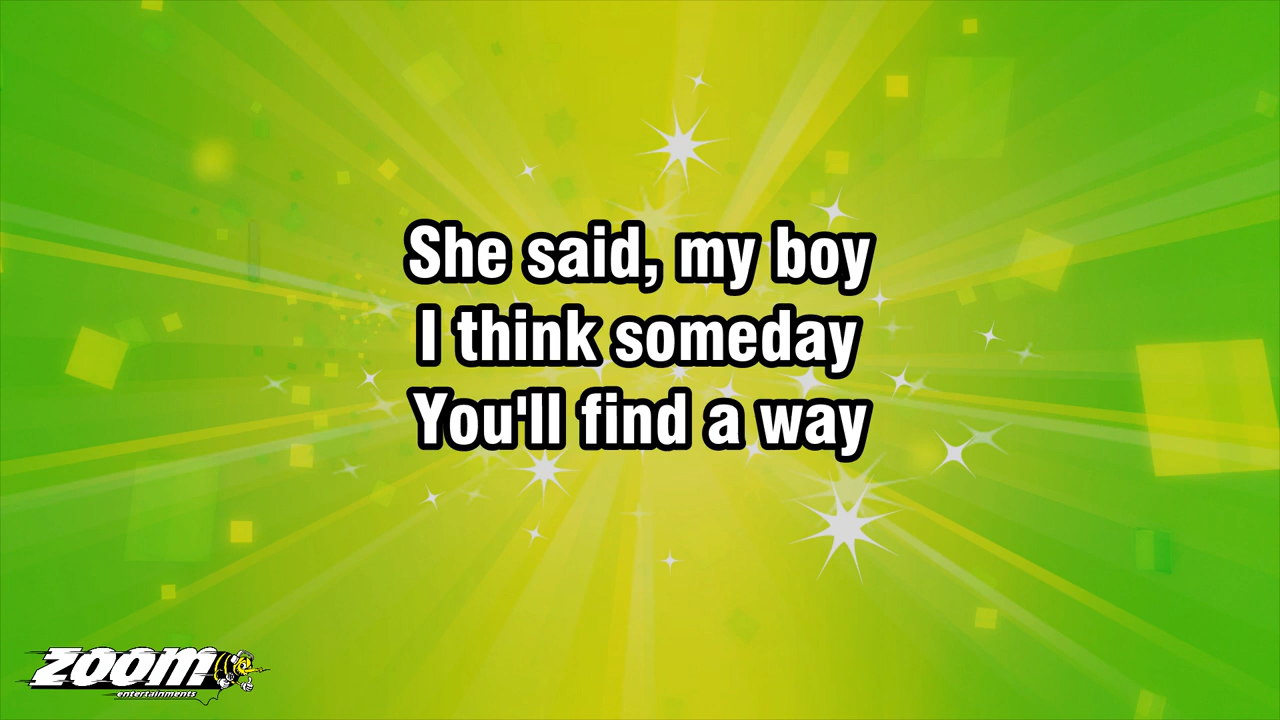 She said, my boy
I think someday
You'll find a way
ZOOM
entertainments